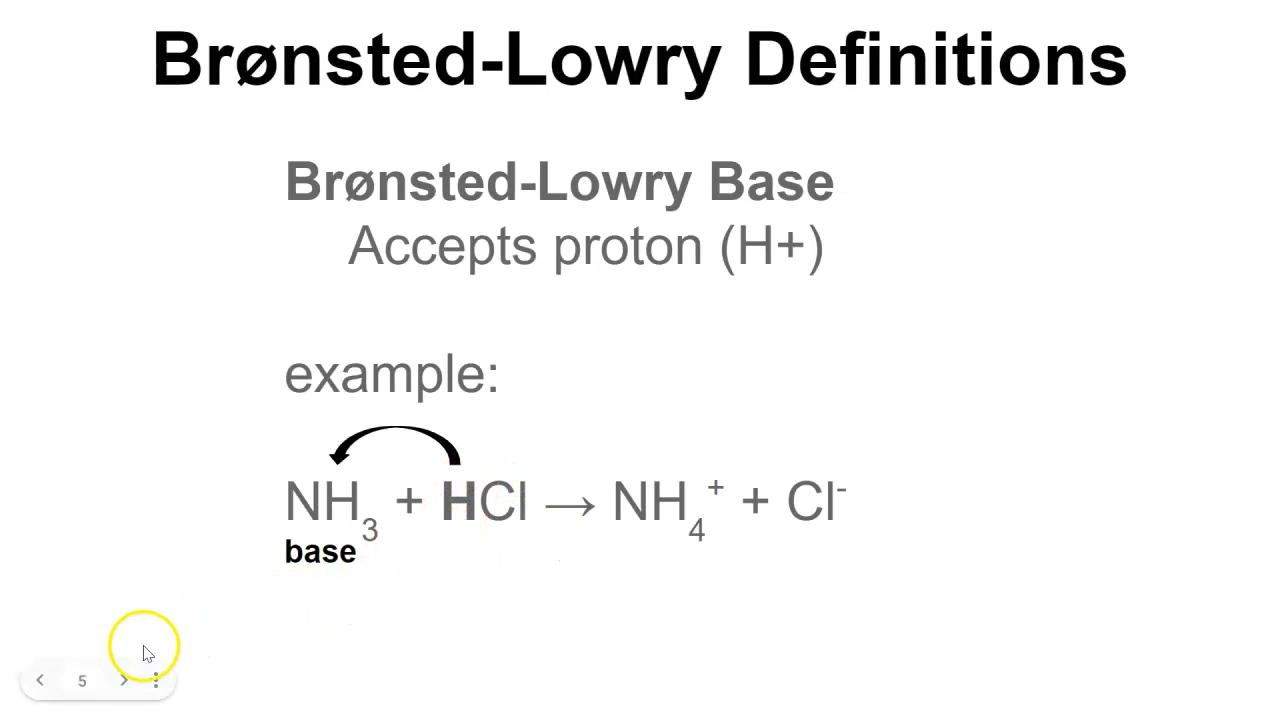 Brønsted-Lowry Definitions
Brønsted-Lowry Base
Accepts proton (H+)
example:
NH₃ + HCl → NH₄⁺ + Cl⁻
base
5